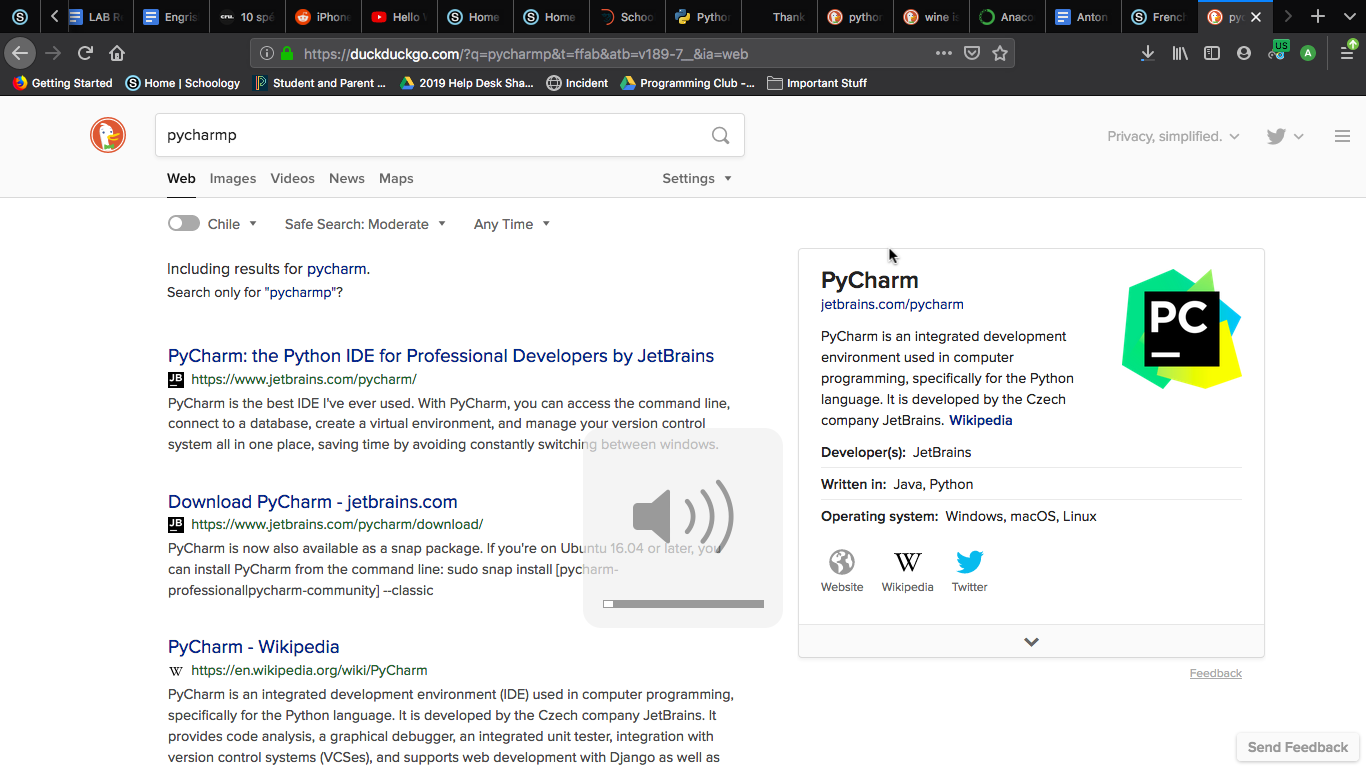 LAB Re
Engris
cnu. 10 spé
iPhone
Hello
Home
Home
Schoo
Python
Thank
python
wine is
Anaco
Anton
French
pyc
https://duckduckgo.com/?q=pycharmp&t=ffab&atb=v189-7__&ia=web
US
A
Getting Started
Home | Schoology
Student and Parent ...
2019 Help Desk Sha...
Incident
Programming Club -...
Important Stuff
pycharmp
Privacy, simplified.
Web Images Videos News Maps
Settings
Chile
Safe Search: Moderate
Any Time
Including results for pycharm.
Search only for "pycharmp"?
PyCharm: the Python IDE for Professional Developers by JetBrains
JB https://www.jetbrains.com/pycharm/
PyCharm is the best IDE I've ever used. With PyCharm, you can access the command line,
connect to a database, create a virtual environment, and manage your version control
system all in one place, saving time by avoiding constantly switching between windows.
Download PyCharm - jetbrains.com
JB https://www.jetbrains.com/pycharm/download/
PyCharm is now also available as a snap package. If you're on Ubuntu 16.04 or later, you
can install PyCharm from the command line: sudo snap install [pycharm-
professional|pycharm-community] --classic
PyCharm - Wikipedia
W https://en.wikipedia.org/wiki/PyCharm
PyCharm is an integrated development environment (IDE) used in computer programming,
specifically for the Python language. It is developed by the Czech company JetBrains. It
provides code analysis, a graphical debugger, an integrated unit tester, integration with
version control systems (VCSes), and supports web development with Django as well as
PyCharm
jetbrains.com/pycharm
PC
PyCharm is an integrated development
environment used in computer
programming, specifically for the Python
language. It is developed by the Czech
company JetBrains. Wikipedia
Developer(s): JetBrains
Written in: Java, Python
Operating system: Windows, macOS, Linux
W
Website Wikipedia Twitter
Feedback
Send Feedback